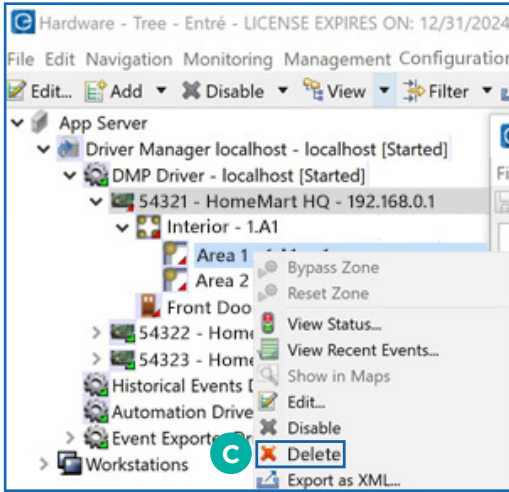 Hardware - Tree - Entré - LICENSE EXPIRES ON: 12/31/2024
File Edit Navigation Monitoring Management Configuration
Edit... Add Disable View Filter
App Server
Driver Manager localhost - localhost [Started]
DMP Driver - localhost [Started]
54321 - HomeMart HQ - 192.168.0.1
Interior - 1.A1
Area 1
Area 2
Front Doo
54322 - Home
54323 - Home
Historical Events
Automation Drive
Event Exporte
Workstations
Bypass Zone
Reset Zone
View Status...
View Recent Events...
Show in Maps
Edit...
Disable
C Delete
Export as XML...